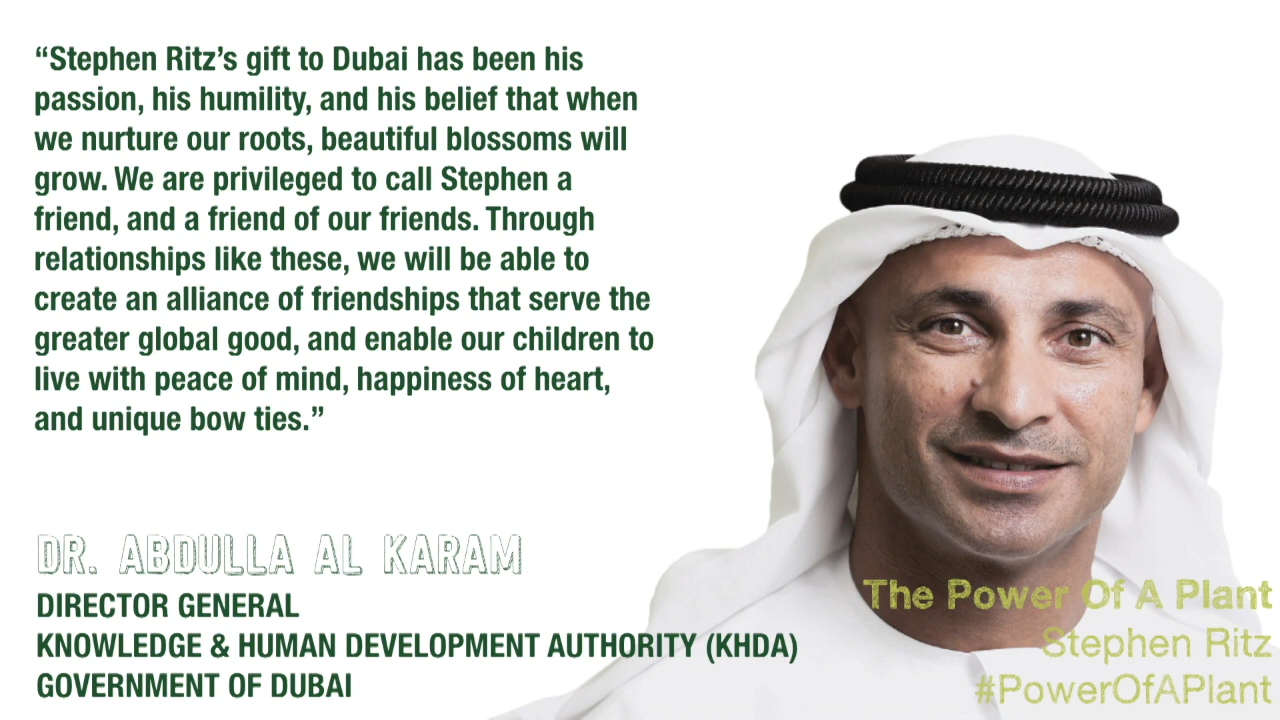 “Stephen Ritz’s gift to Dubai has been his
passion, his humility, and his belief that when
we nurture our roots, beautiful blossoms will
grow. We are privileged to call Stephen a
friend, and a friend of our friends. Through
relationships like these, we will be able to
create an alliance of friendships that serve the
greater global good, and enable our children to
live with peace of mind, happiness of heart,
and unique bow ties.”
DR. ABDULLA AL KARAM
DIRECTOR GENERAL
KNOWLEDGE & HUMAN DEVELOPMENT AUTHORITY (KHDA)
GOVERNMENT OF DUBAI
The Power Of A Plant
Stephen Ritz
#PowerOfAPlant